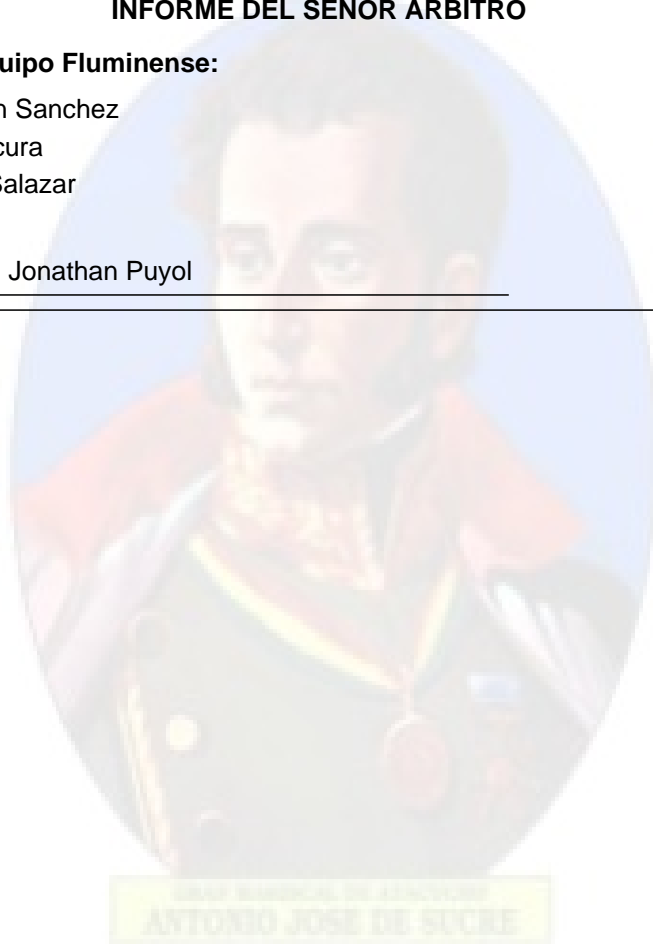 INFORME DEL SEÑOR ARBITRO
uipo Fluminense:
n Sanchez
cura
Salazar
Jonathan Puyol
GRAN MARISCAL DE AYACUCHO
ANTONIO JOSE DE SUCRE